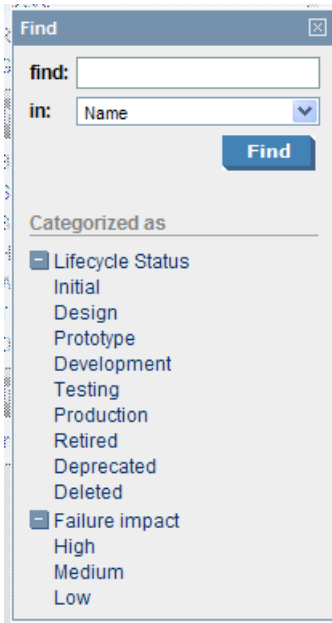 Find
find:
in: Name
Find
Categorized as
Lifecycle Status
Initial
Design
Prototype
Development
Testing
Production
Retired
Deprecated
Deleted
Failure impact
High
Medium
Low